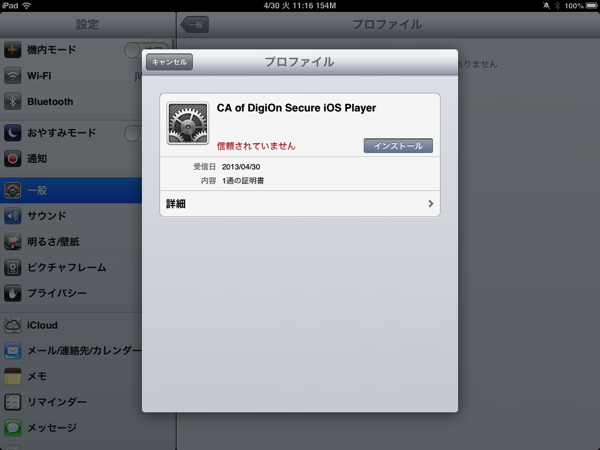 iPad
4/30 火 11:16 154M
100%
設定
一般
プロファイル
機内モード
Wi-Fi
Bluetooth
おやすみモード
通知
一般
サウンド
明るさ/壁紙
ピクチャフレーム
プライバシー
iCloud
メール/連絡先/カレンダー
メモ
リマインダー
メッセージ
ありません
キャンセル
プロファイル
CA of DigiOn Secure iOS Player
信頼されていません
インストール
受信日 2013/04/30
内容 1通の証明書
詳細